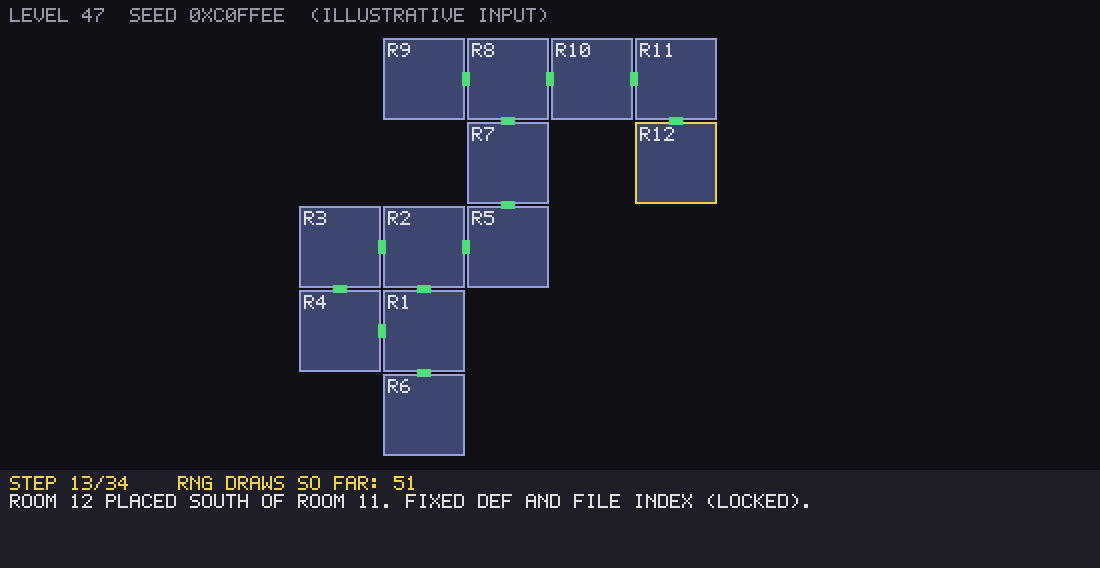 LEVEL 47  SEED 0XC0FFEE  (ILLUSTRATIVE INPUT)
R9 R8 R10 R11
R7 R12
R3 R2 R5
R4 R1
R6
STEP 13/34    RNG DRAWS SO FAR: 51
ROOM 12 PLACED SOUTH OF ROOM 11. FIXED DEF AND FILE INDEX (LOCKED).